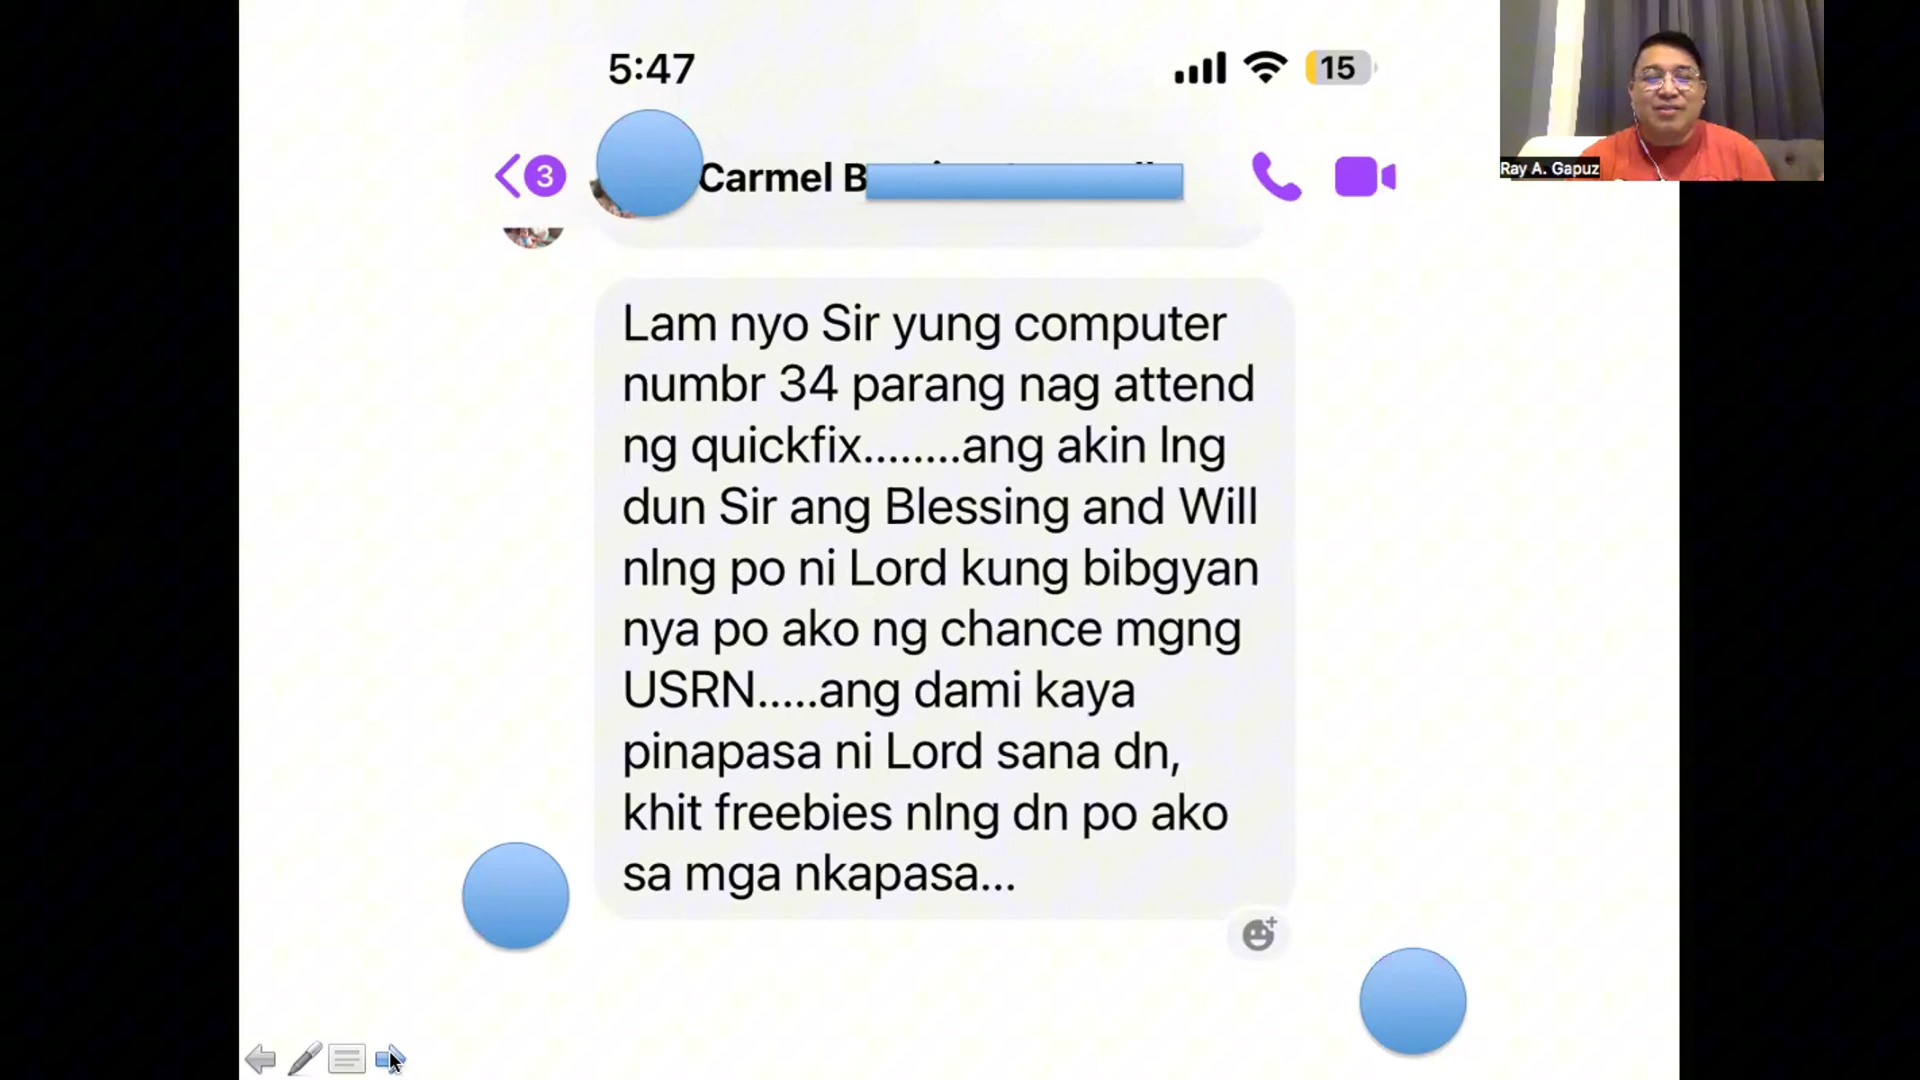 5:47
15
3
Carmel B
Ray A. Gapuz
Lam nyo Sir yung computer
numbr 34 parang nag attend
ng quickfix........ang akin lng
dun Sir ang Blessing and Will
nlng po ni Lord kung bibgyan
nya po ako ng chance mgng
USRN.....ang dami kaya
pinapasa ni Lord sana dn,
khit freebies nlng dn po ako
sa mga nkapasa...